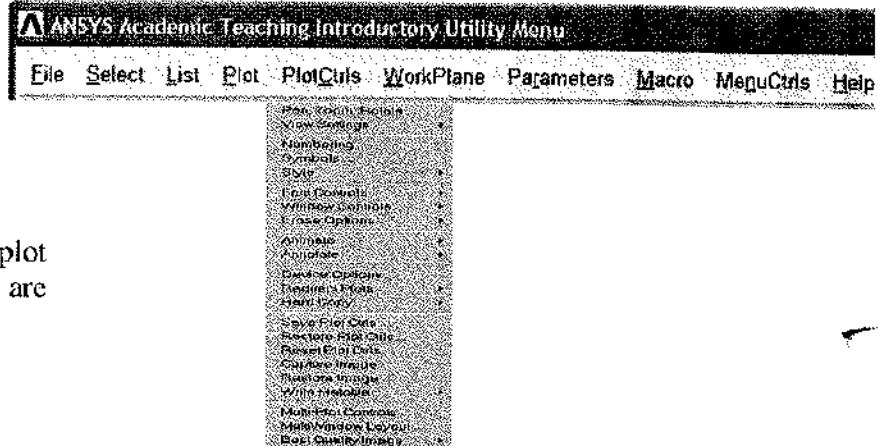 ANSYS Academic Teaching Introductory Utility Menu
File Select List Plot PlotCtrls WorkPlane Parameters Macro MenuCtrls Help
Pan Zoom Rotate
View Settings
Numbering
Symbols
Style
Font Controls
Window Controls
Erase Options
Animate
Annotate
Device Options
Redirect Plots
Hard Copy
Save Plot Ctrls
Restore Plot Ctrls
Reset Plot Ctrls
Capture Image
Restore Image
Write Metafile
Multi-Plot Controls
Multi-Window Layout
Best Quality Image
plot
are